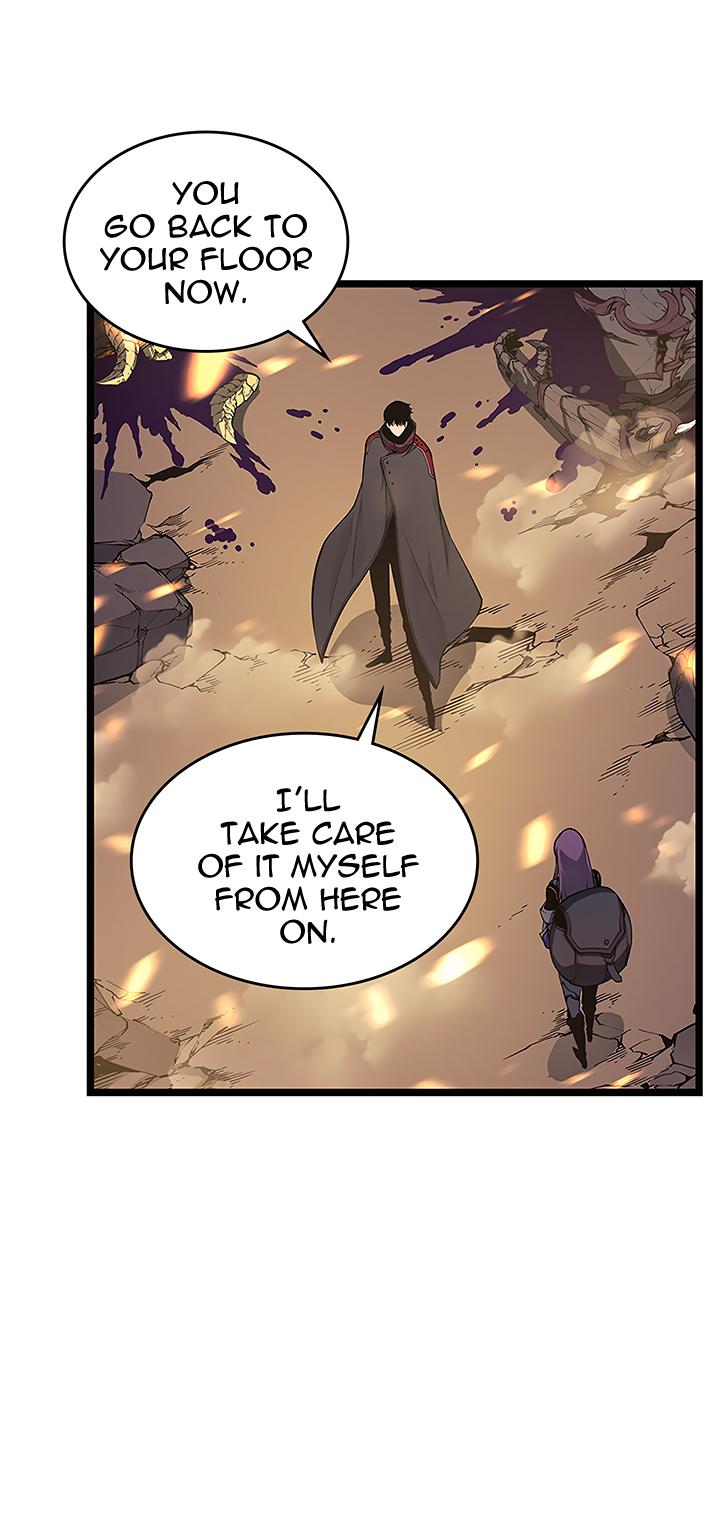 YOU
GO BACK TO
YOUR FLOOR
NOW.
I'LL
TAKE CARE
OF IT MYSELF
FROM HERE
ON.